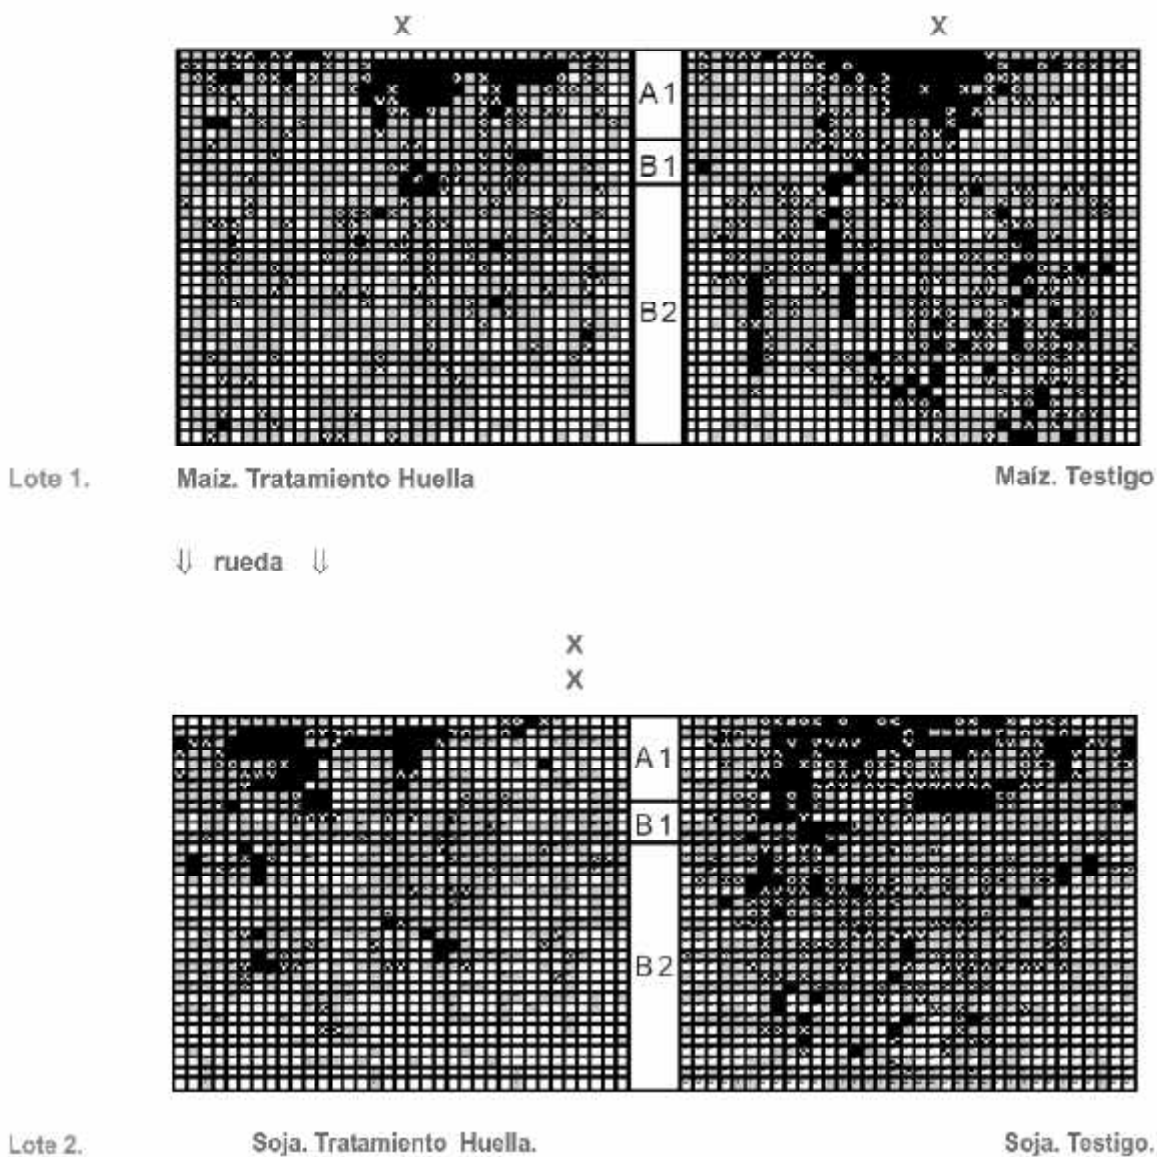 X X
A1
B1
B2
Lote 1. Maíz. Tratamiento Huella Maíz. Testigo
⇓ rueda ⇓
X
X
A1
B1
B2
Lote 2. Soja. Tratamiento Huella. Soja. Testigo.